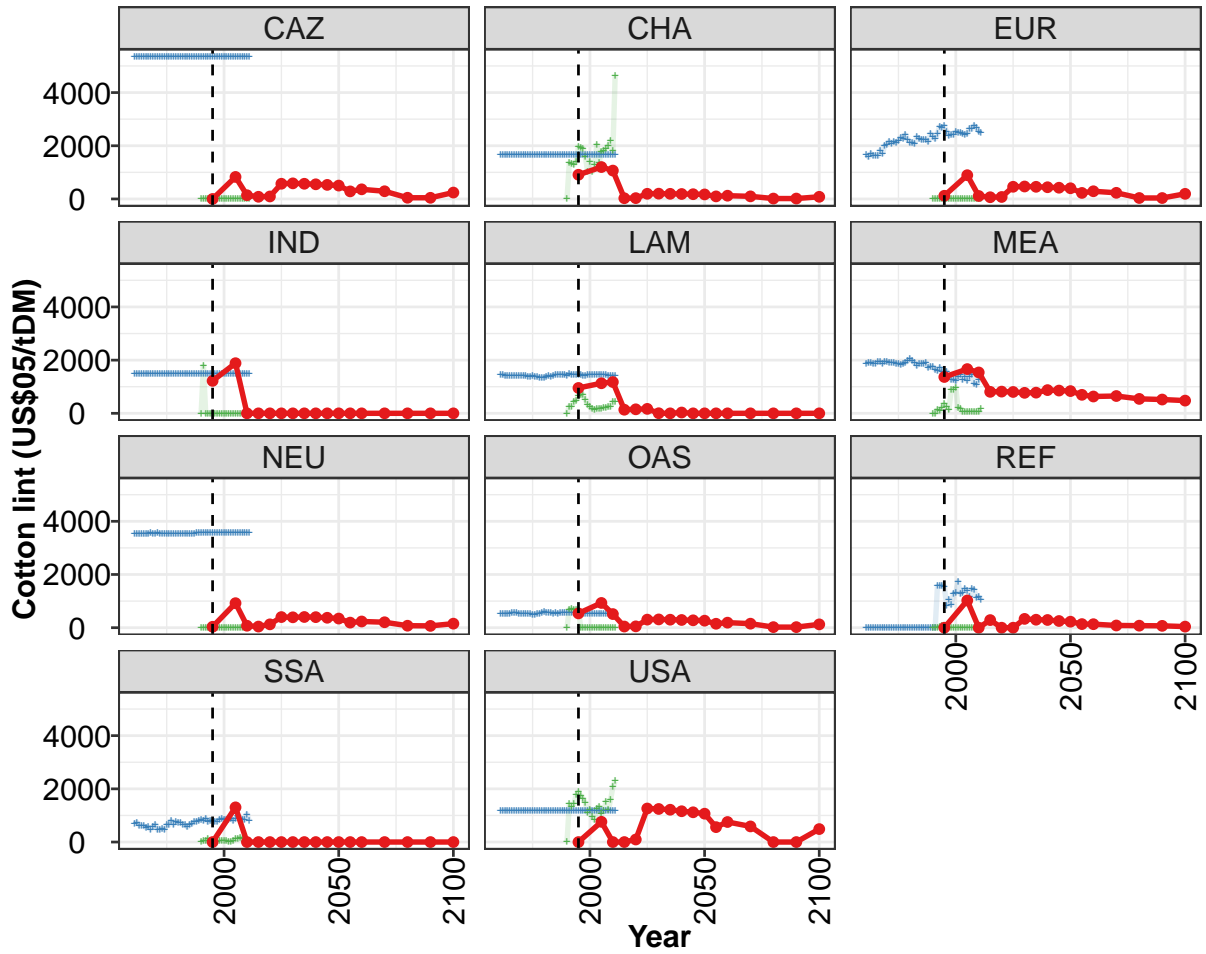 CAZ CHA EUR
4000
2000
0
IND LAM MEA
4000
2000
0
NEU OAS REF
4000
2000
0
2000 2050 2100
SSA USA
4000
2000
0
2000 2050 2100 2000 2050 2100
Cotton lint (US$05/tDM)
Year